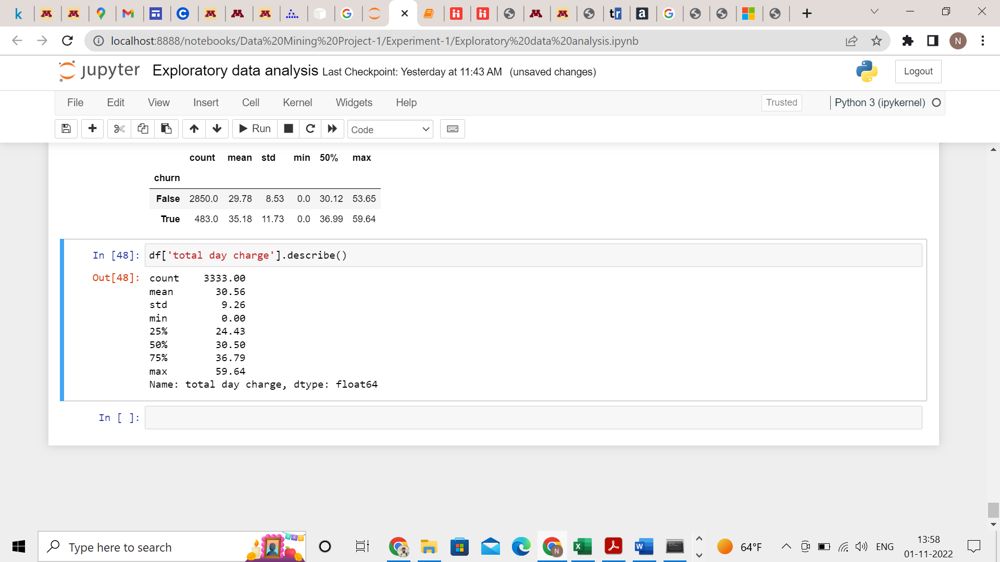 localhost:8888/notebooks/Data%20Mining%20Project-1/Experiment-1/Exploratory%20data%20analysis.ipynb
N
jupyter Exploratory data analysis Last Checkpoint: Yesterday at 11:43 AM (unsaved changes)
Logout
File Edit View Insert Cell Kernel Widgets Help Trusted Python 3 (ipykernel)
Run Code
count mean std min 50% max
churn
False 2850.0 29.78 8.53 0.0 30.12 53.65
True 483.0 35.18 11.73 0.0 36.99 59.64
In [48]: df['total day charge'].describe()
Out[48]: count 3333.00
mean 30.56
std 9.26
min 0.00
25% 24.43
50% 30.50
75% 36.79
max 59.64
Name: total day charge, dtype: float64
In [ ]:
Type here to search
64°F
ENG
13:58
01-11-2022